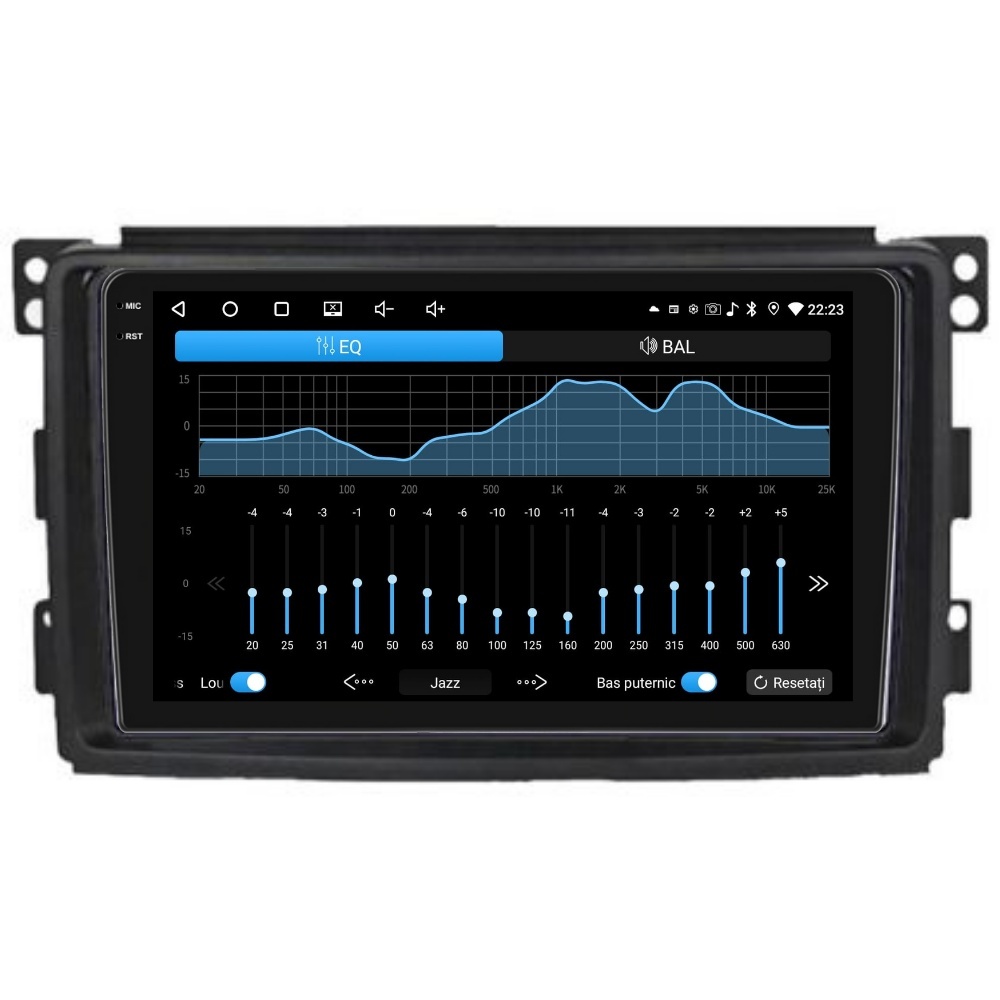 MIC
22:23
RST
EQ
BAL
15
0
-15
20 50 100 200 500 1K 2K 5K 10K 25K
-4 -4 -3 -1 0 -4 -6 -10 -10 -11 -4 -3 -2 -2 +2 +5
15
0
-15
20 25 31 40 50 63 80 100 125 160 200 250 315 400 500 630
s Lou Jazz Bas puternic Resetați